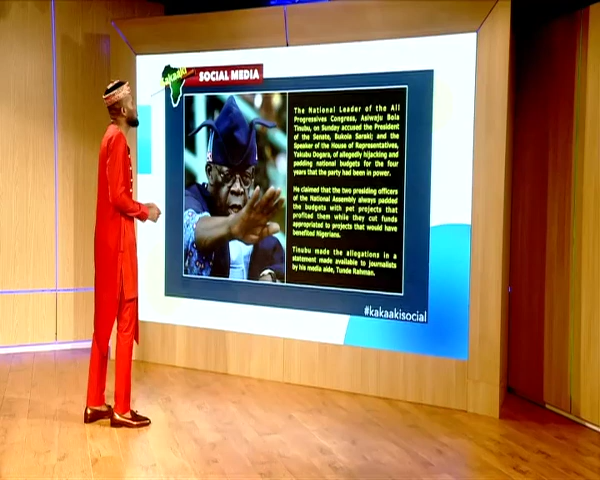 Kakaaki
SOCIAL MEDIA
The National Leader of the All
Progressives Congress, Asiwaju Bola
Tinubu, on Sunday accused the President
of the Senate, Bukola Saraki; and the
Speaker of the House of Representatives,
Yakubu Dogara, of allegedly hijacking and
padding national budgets for the four
years that the party had been in power.
He claimed that the two presiding officers
of the National Assembly always padded
the budgets with pet projects that
profited them while they cut funds
appropriated to projects that would have
benefited Nigerians.
Tinubu made the allegations in a
statement made available to journalists
by his media aide, Tunde Rahman.
#kakaakisocial